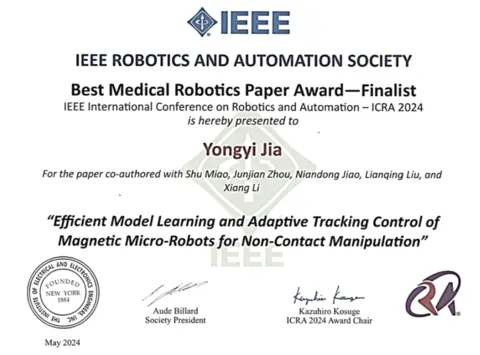 IEEE
IEEE ROBOTICS AND AUTOMATION SOCIETY
Best Medical Robotics Paper Award—Finalist
IEEE International Conference on Robotics and Automation – ICRA 2024
is hereby presented to
Yongyi Jia
For the paper co-authored with Shu Miao, Junjian Zhou, Niandong Jiao, Lianqing Liu, and
Xiang Li
“Efficient Model Learning and Adaptive Tracking Control of
Magnetic Micro-Robots for Non-Contact Manipulation”
IEEE
THE INSTITUTE OF ELECTRICAL AND ELECTRONICS ENGINEERS, INC.
FOUNDED
NEW YORK
1884
Aude Billard
Society President
Kazuhiro Kosuge
Kazuhiro Kosuge
ICRA 2024 Award Chair
May 2024